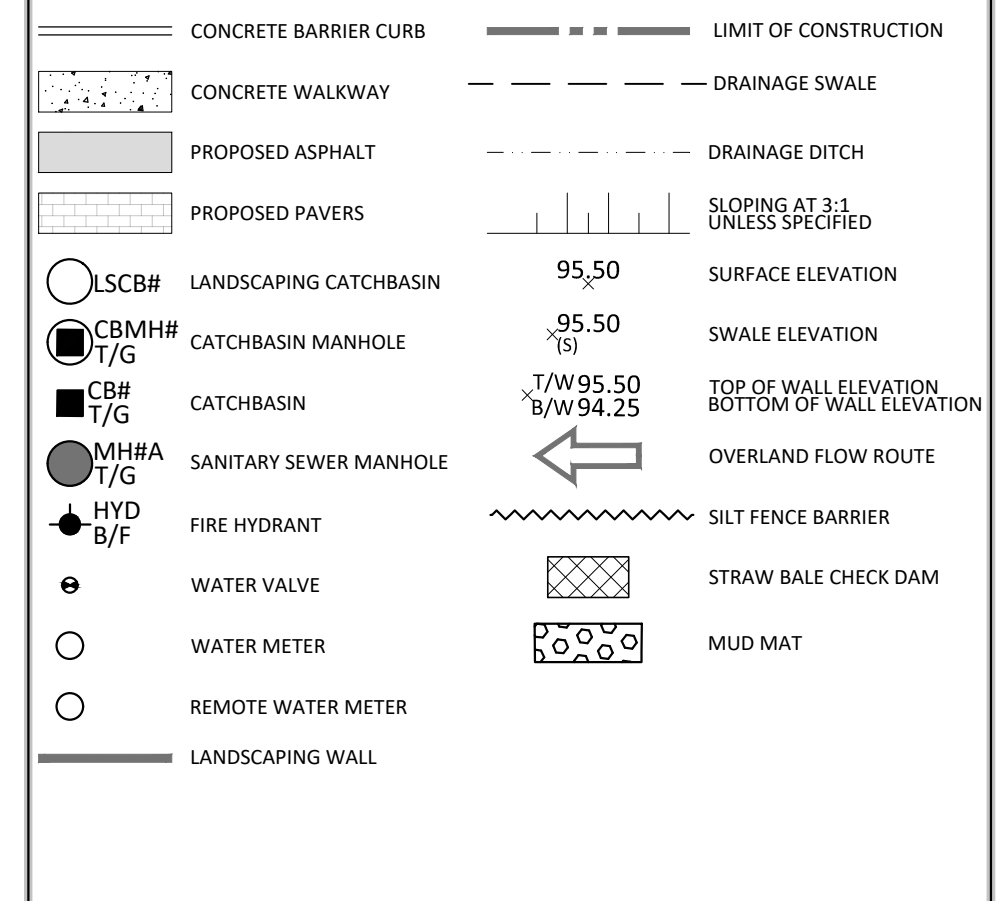 CONCRETE BARRIER CURB
CONCRETE WALKWAY
PROPOSED ASPHALT
PROPOSED PAVERS
LSCB#
LANDSCAPING CATCHBASIN
CBMH#
T/G
CATCHBASIN MANHOLE
CB#
T/G
CATCHBASIN
MH#A
T/G
SANITARY SEWER MANHOLE
HYD
B/F
FIRE HYDRANT
WATER VALVE
WATER METER
REMOTE WATER METER
LANDSCAPING WALL
LIMIT OF CONSTRUCTION
DRAINAGE SWALE
DRAINAGE DITCH
SLOPING AT 3:1
UNLESS SPECIFIED
95.50
SURFACE ELEVATION
95.50
(S)
SWALE ELEVATION
T/W 95.50
B/W 94.25
TOP OF WALL ELEVATION
BOTTOM OF WALL ELEVATION
OVERLAND FLOW ROUTE
SILT FENCE BARRIER
STRAW BALE CHECK DAM
MUD MAT